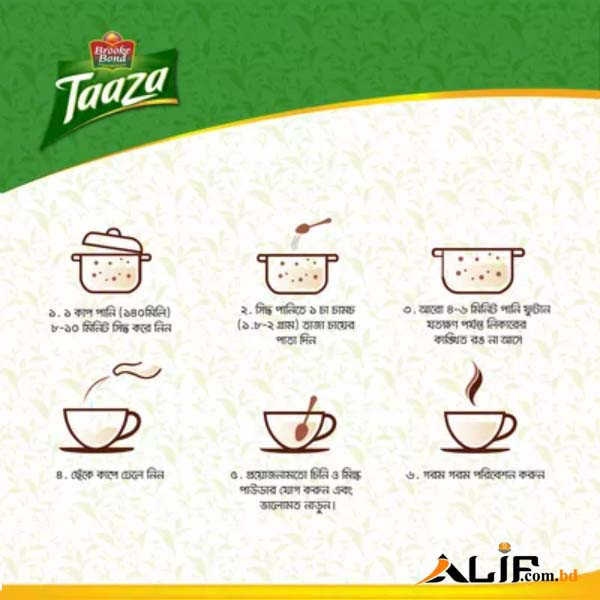 Brooke
Bond
Taaza
১. ১ কাপ পানি (১৪০মিলি)
৮-১০ মিনিট সিদ্ধ করে নিন
২. সিদ্ধ পানিতে ১ চা চামচ
(১.৮-২ গ্রাম) তাজা চায়ের
পাতা দিন
৩. আরো ৪-৬ মিনিট পানি ফুটান
যতক্ষণ পর্যন্ত লিকারের
কাঙ্খিত রঙ না আসে
৪. ছেঁকে কাপে ঢেলে নিন
৫. প্রয়োজনমতো চিনি ও মিল্ক
পাউডার যোগ করুন এবং
ভালোমত নাড়ুন।
৬. গরম গরম পরিবেশন করুন
ALIF.com.bd